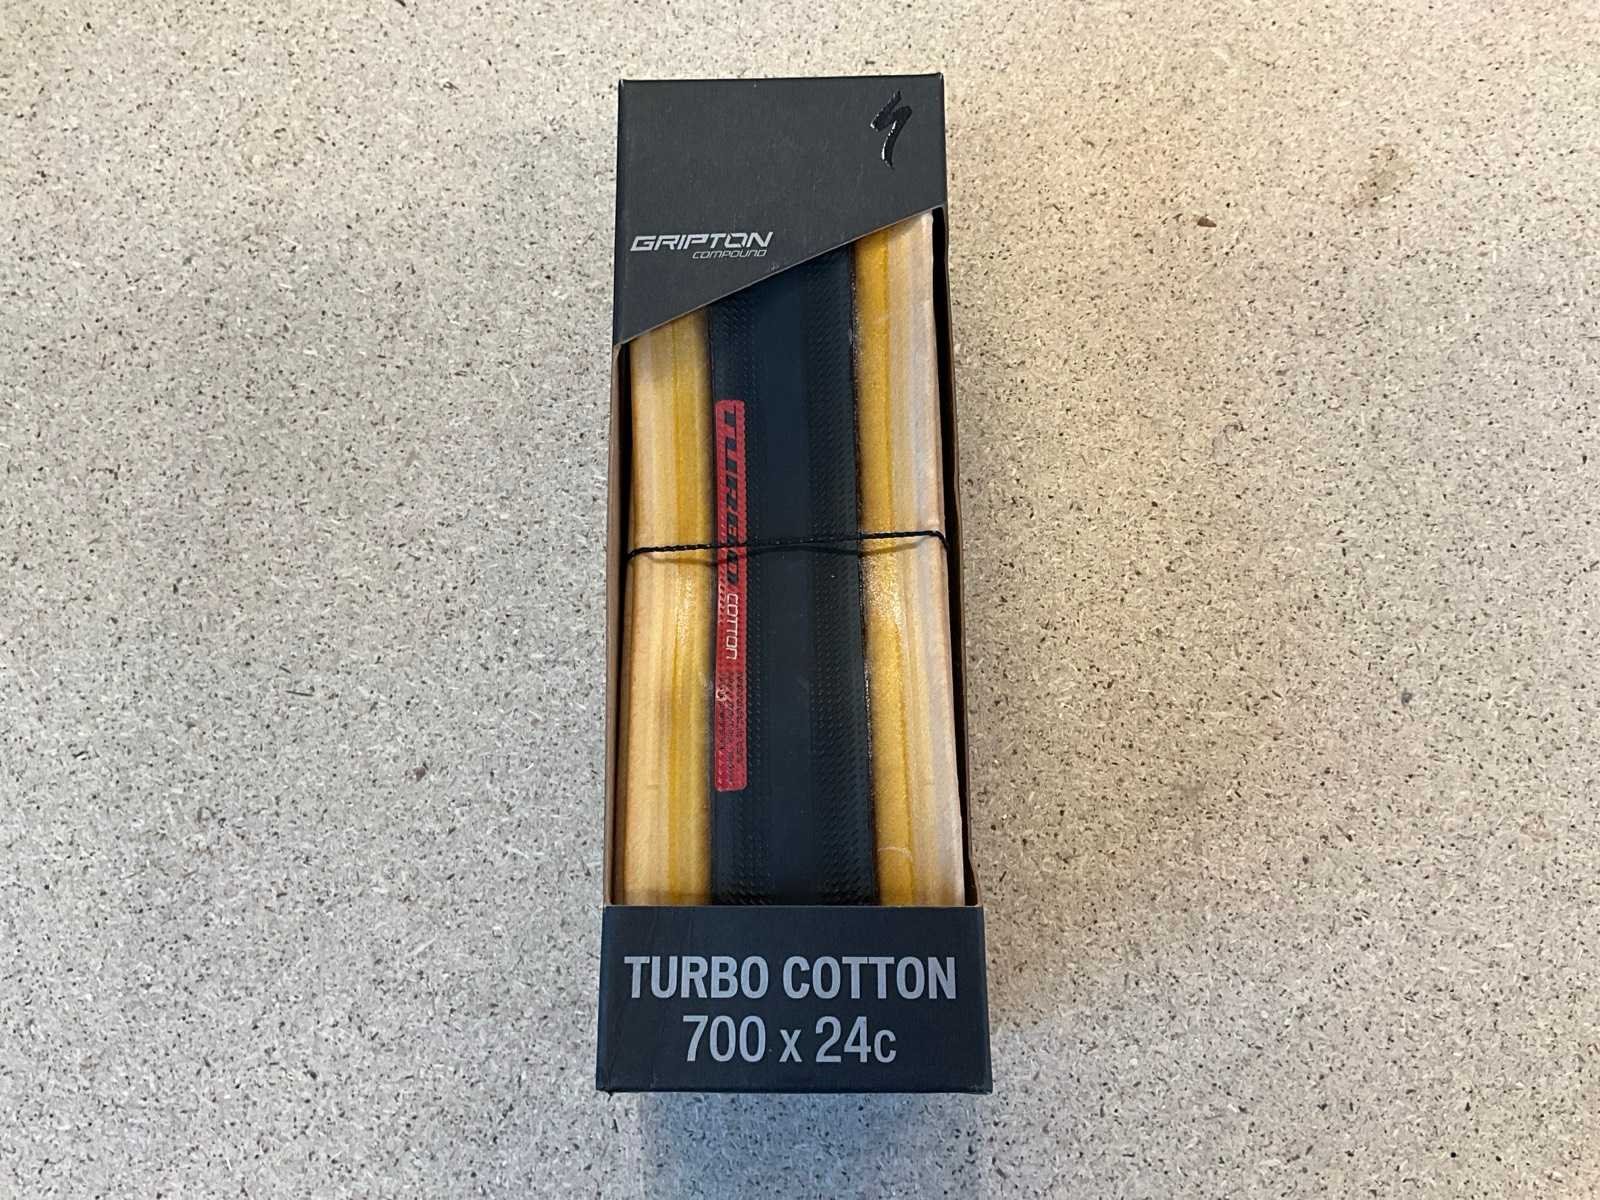 GRIPTON
COMPOUND
TURBO COTTON
TURBO COTTON
700 x 24c